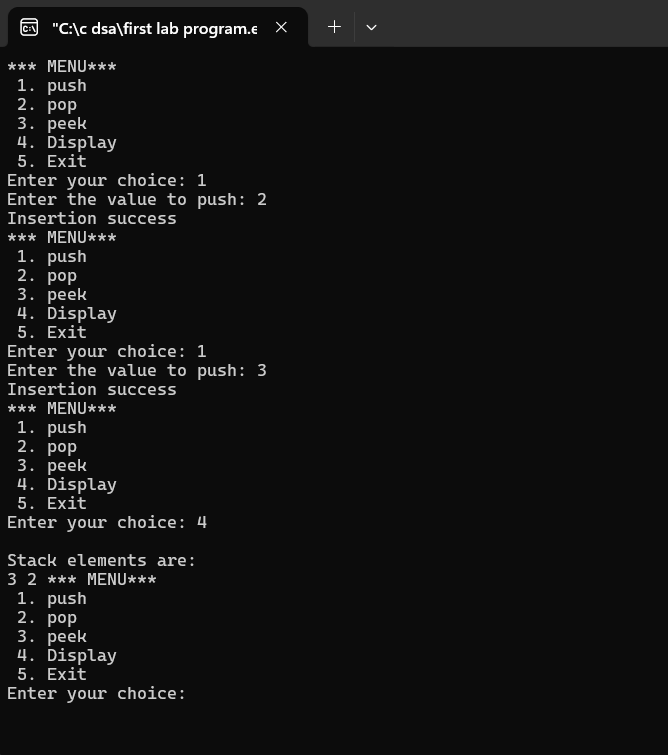 "C:\c dsa\first lab program.e
*** MENU***
1. push
2. pop
3. peek
4. Display
5. Exit
Enter your choice: 1
Enter the value to push: 2
Insertion success
*** MENU***
1. push
2. pop
3. peek
4. Display
5. Exit
Enter your choice: 1
Enter the value to push: 3
Insertion success
*** MENU***
1. push
2. pop
3. peek
4. Display
5. Exit
Enter your choice: 4
Stack elements are:
3 2 *** MENU***
1. push
2. pop
3. peek
4. Display
5. Exit
Enter your choice: